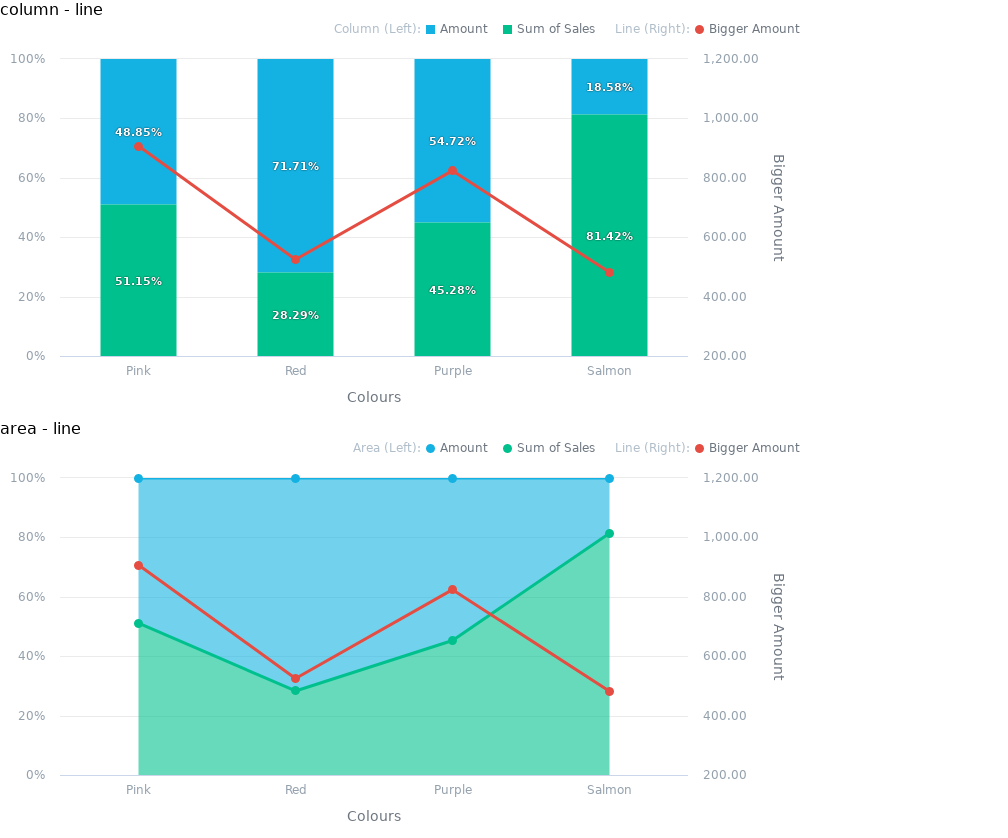 column - line
Column (Left): Amount Sum of Sales Line (Right): Bigger Amount
100% 1,200.00
80% 1,000.00
60% 800.00
40% 600.00
20% 400.00
0% 200.00
48.85% 71.71% 54.72% 18.58%
51.15% 28.29% 45.28% 81.42%
Bigger Amount
Pink Red Purple Salmon
Colours
area - line
Area (Left): Amount Sum of Sales Line (Right): Bigger Amount
100% 1,200.00
80% 1,000.00
60% 800.00
40% 600.00
20% 400.00
0% 200.00
Bigger Amount
Pink Red Purple Salmon
Colours